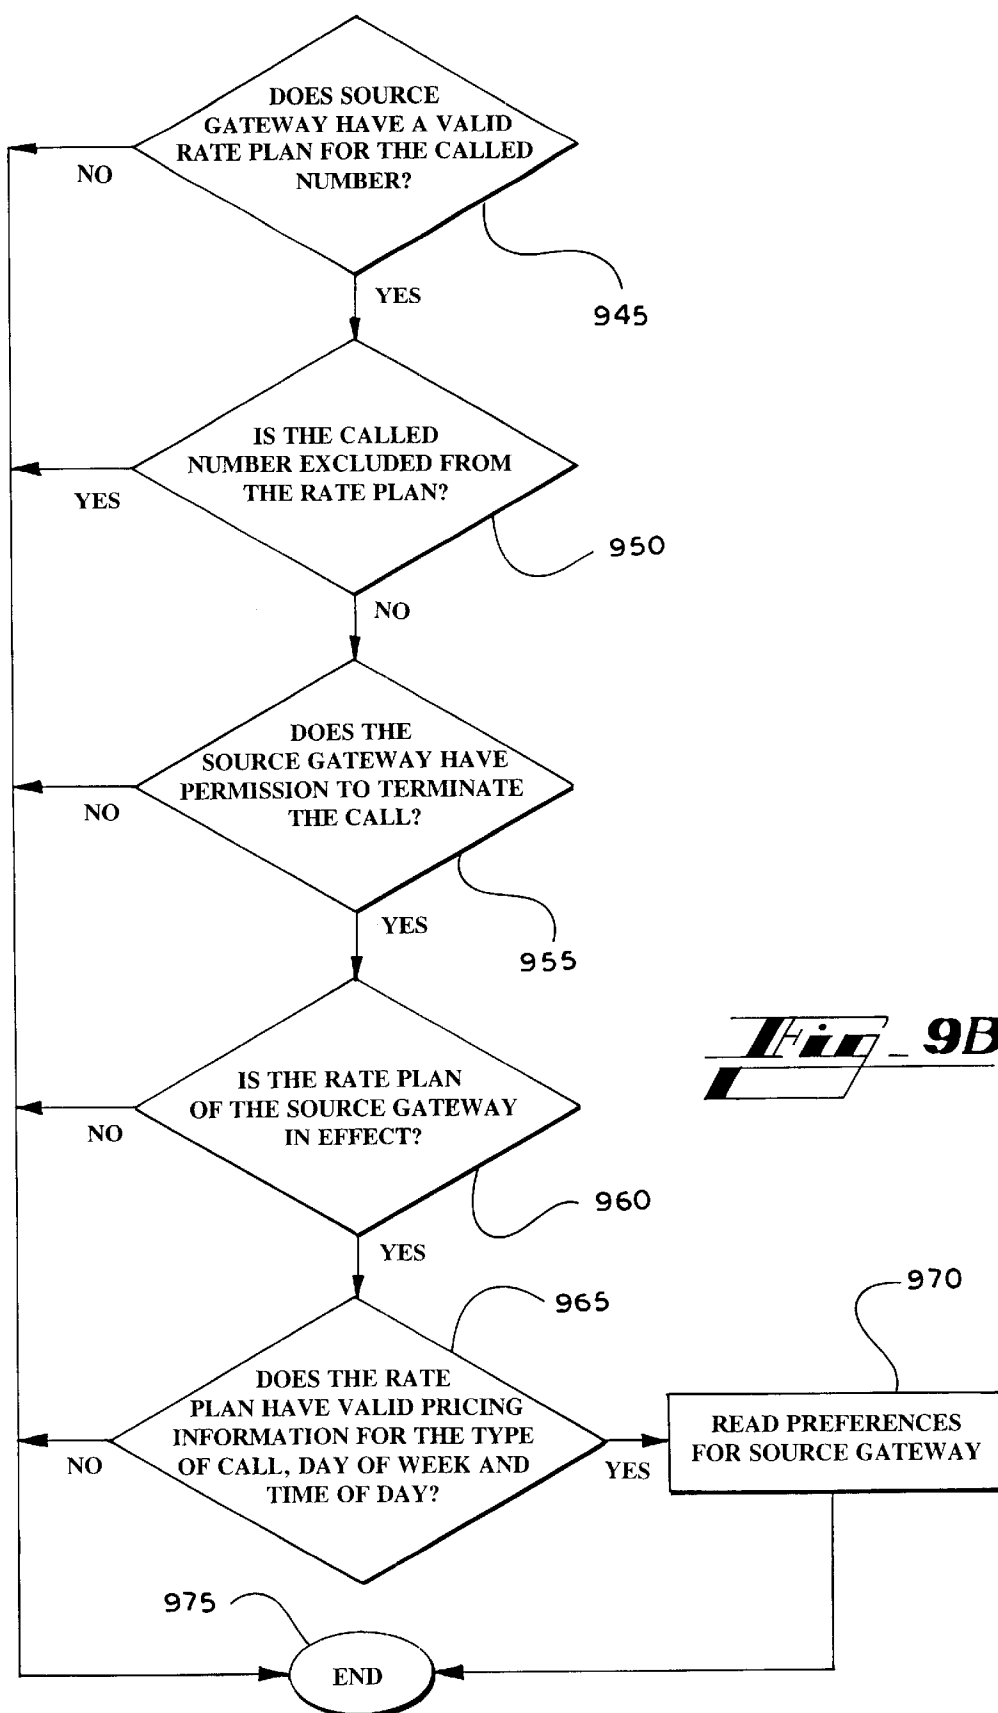 DOES SOURCE
GATEWAY HAVE A VALID
RATE PLAN FOR THE CALLED
NUMBER?
NO
YES
945
IS THE CALLED
NUMBER EXCLUDED FROM
THE RATE PLAN?
YES
950
NO
DOES THE
SOURCE GATEWAY HAVE
PERMISSION TO TERMINATE
THE CALL?
NO
YES
955
Fig_9B
IS THE RATE PLAN
OF THE SOURCE GATEWAY
IN EFFECT?
NO
960
YES
965
970
DOES THE RATE
PLAN HAVE VALID PRICING
INFORMATION FOR THE TYPE
OF CALL, DAY OF WEEK AND
TIME OF DAY?
NO
YES
READ PREFERENCES
FOR SOURCE GATEWAY
975
END